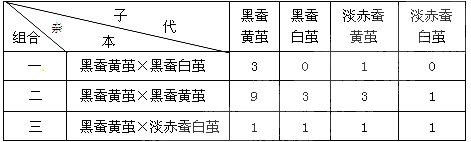 子 代
亲 本
组合
黑蚕 黑蚕 淡赤蚕 淡赤蚕
黄茧 白茧 黄茧 白茧
一 黑蚕黄茧×黑蚕白茧 3 0 1 0
二 黑蚕黄茧×黑蚕黄茧 9 3 3 1
三 黑蚕黄茧×淡赤蚕白茧 1 1 1 1